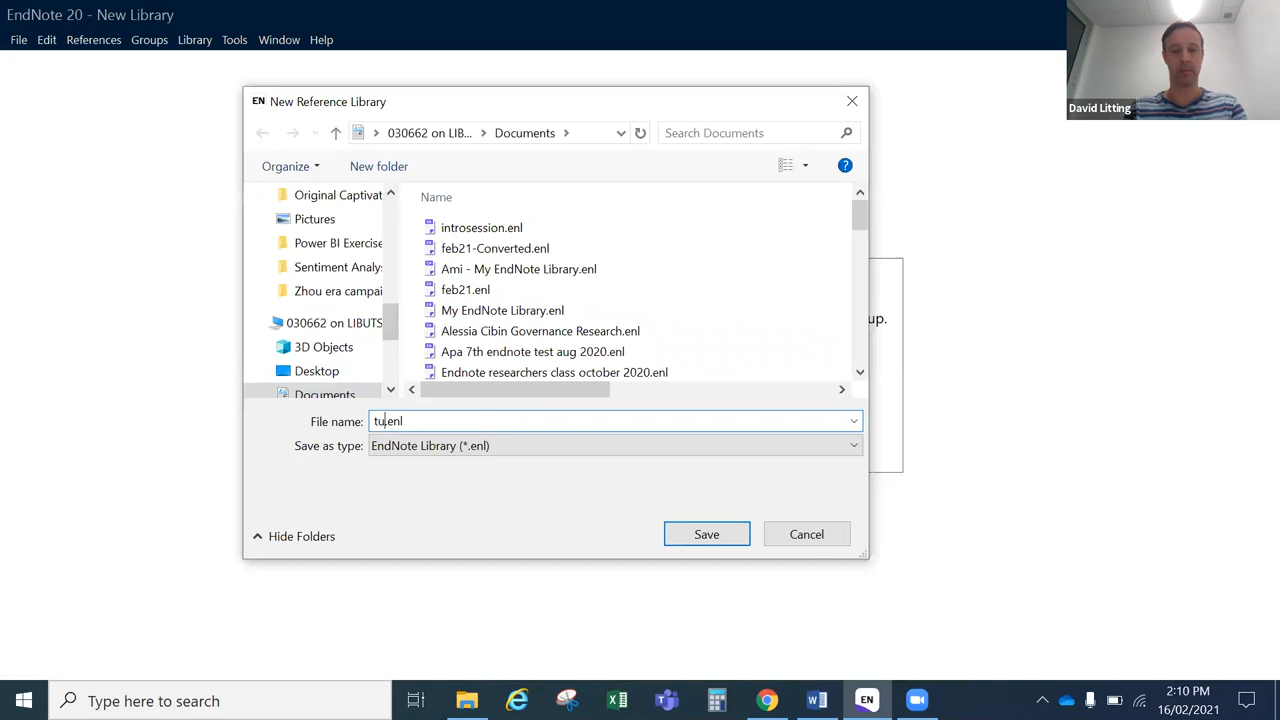 EndNote 20 - New Library
File Edit References Groups Library Tools Window Help
David Litting
EN New Reference Library
030662 on LIB... Documents Search Documents
Organize New folder
Original Captivat
Pictures
Power BI Exercise
Sentiment Analy
Zhou era campai
030662 on LIBUTS
3D Objects
Desktop
Documents
Name
introsession.enl
feb21-Converted.enl
Ami - My EndNote Library.enl
feb21.enl
My EndNote Library.enl
Alessia Cibin Governance Research.enl
Apa 7th endnote test aug 2020.enl
Endnote researchers class october 2020.enl
up.
File name: tu.enl
Save as type: EndNote Library (*.enl)
Hide Folders Save Cancel
Type here to search
EN
2:10 PM
16/02/2021